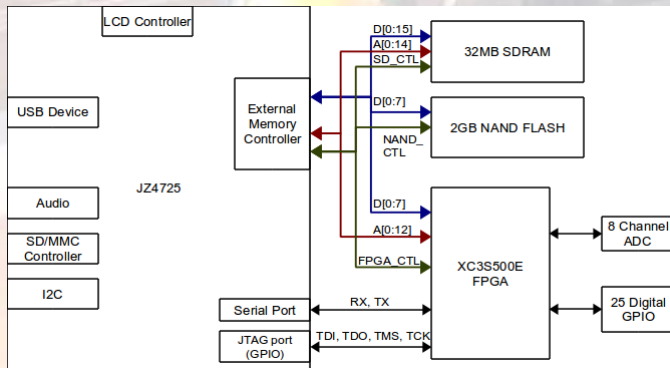 LCD Controller
USB Device
JZ4725
Audio
SD/MMC
Controller
I2C
External
Memory
Controller
Serial Port
JTAG port
(GPIO)
D[0:15]
A[0:14]
SD_CTL
D[0:7]
NAND_
CTL
D[0:7]
A[0:12]
FPGA_CTL
RX, TX
TDI, TDO, TMS, TCK
32MB SDRAM
2GB NAND FLASH
XC3S500E
FPGA
8 Channel
ADC
25 Digital
GPIO